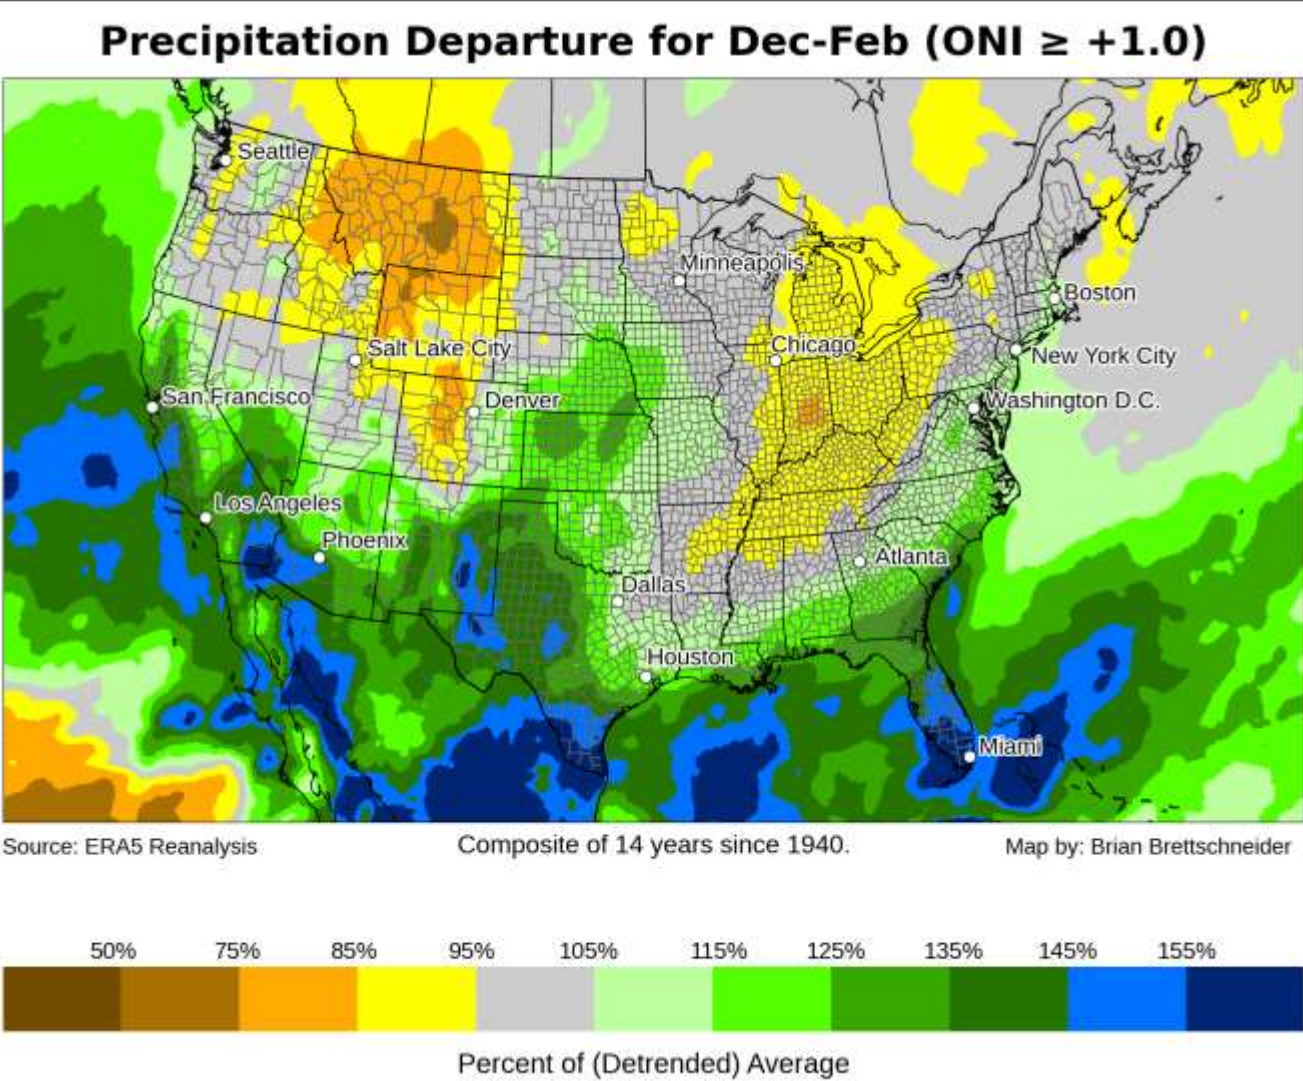 Precipitation Departure for Dec-Feb (ONI ≥ +1.0)
Seattle
Minneapolis
Boston
Chicago
Salt Lake City
New York City
San Francisco
Denver
Washington D.C.
Los Angeles
Phoenix
Atlanta
Dallas
Houston
Miami
Source: ERA5 Reanalysis
Composite of 14 years since 1940.
Map by: Brian Brettschneider
50% 75% 85% 95% 105% 115% 125% 135% 145% 155%
Percent of (Detrended) Average